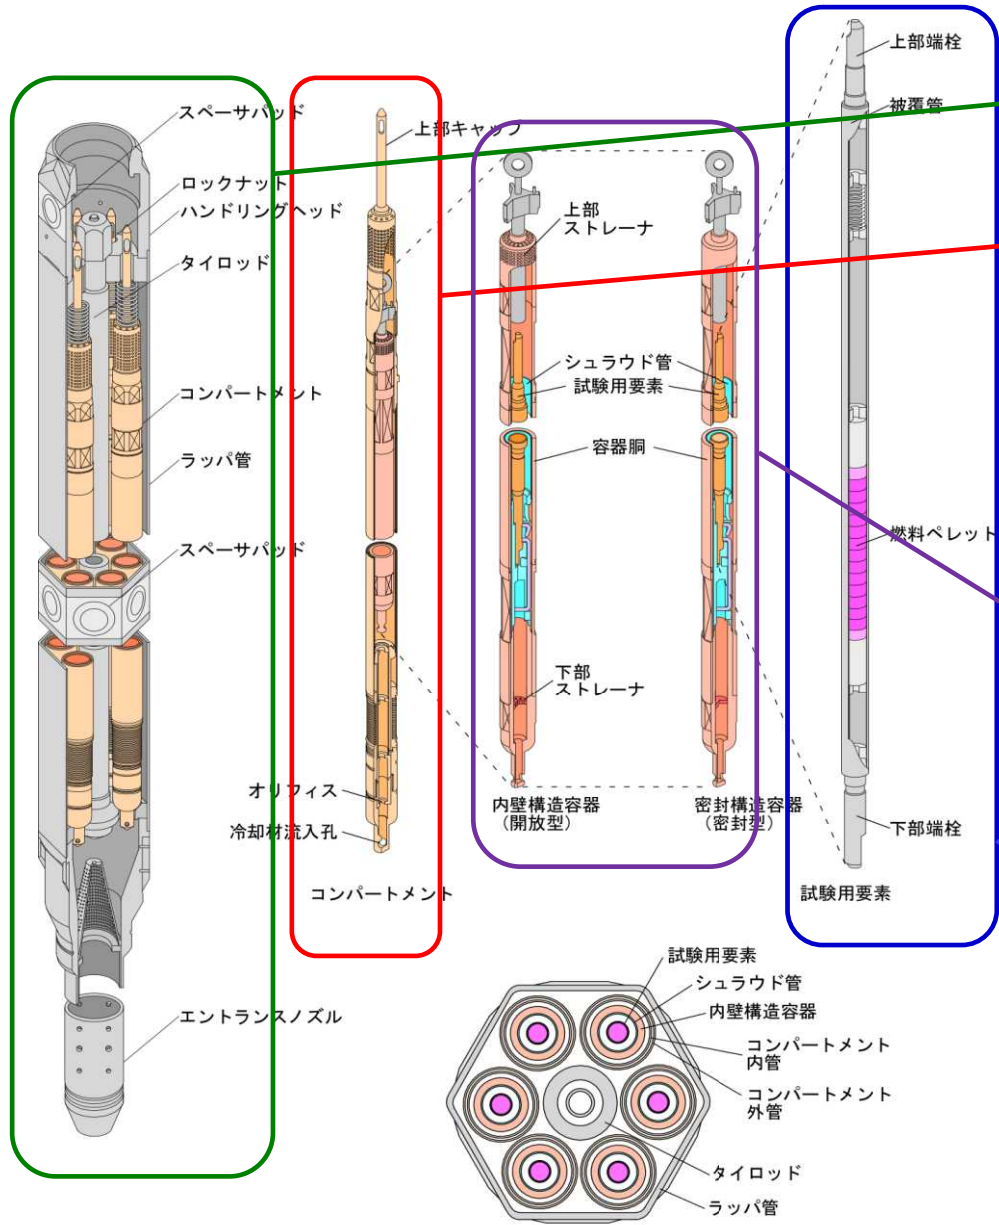 スペーサパッド
ロックナット
ハンドリングヘッド
タイロッド
コンパートメント
ラッパ管
スペーサパッド
エントランスノズル
上部キャップ
オリフィス
冷却材流入孔
コンパートメント
上部
ストレーナ
シュラウド管
試験用要素
容器胴
下部
ストレーナ
内壁構造容器
（開放型）
密封構造容器
（密封型）
上部端栓
被覆管
燃料ペレット
下部端栓
試験用要素
試験用要素
シュラウド管
内壁構造容器
コンパートメント
内管
コンパートメント
外管
タイロッド
ラッパ管